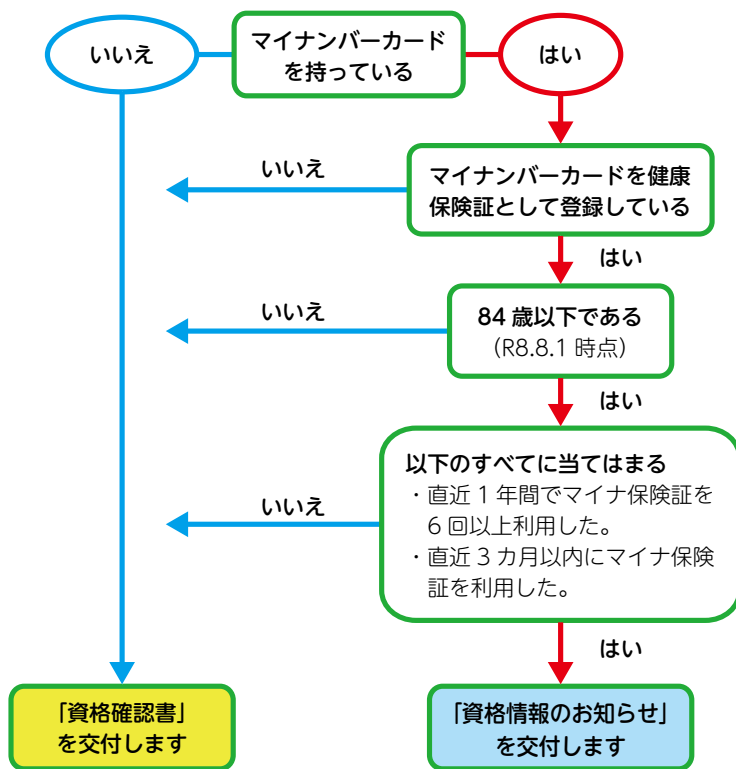 いいえ
マイナンバーカード
を持っている
はい
いいえ
マイナンバーカードを健康
保険証として登録している
はい
いいえ
84歳以下である
（R8.8.1時点）
はい
以下のすべてに当てはまる
・直近1年間でマイナ保険証を
6回以上利用した。
・直近3カ月以内にマイナ保険
証を利用した。
いいえ
はい
「資格確認書」
を交付します
「資格情報のお知らせ」
を交付します